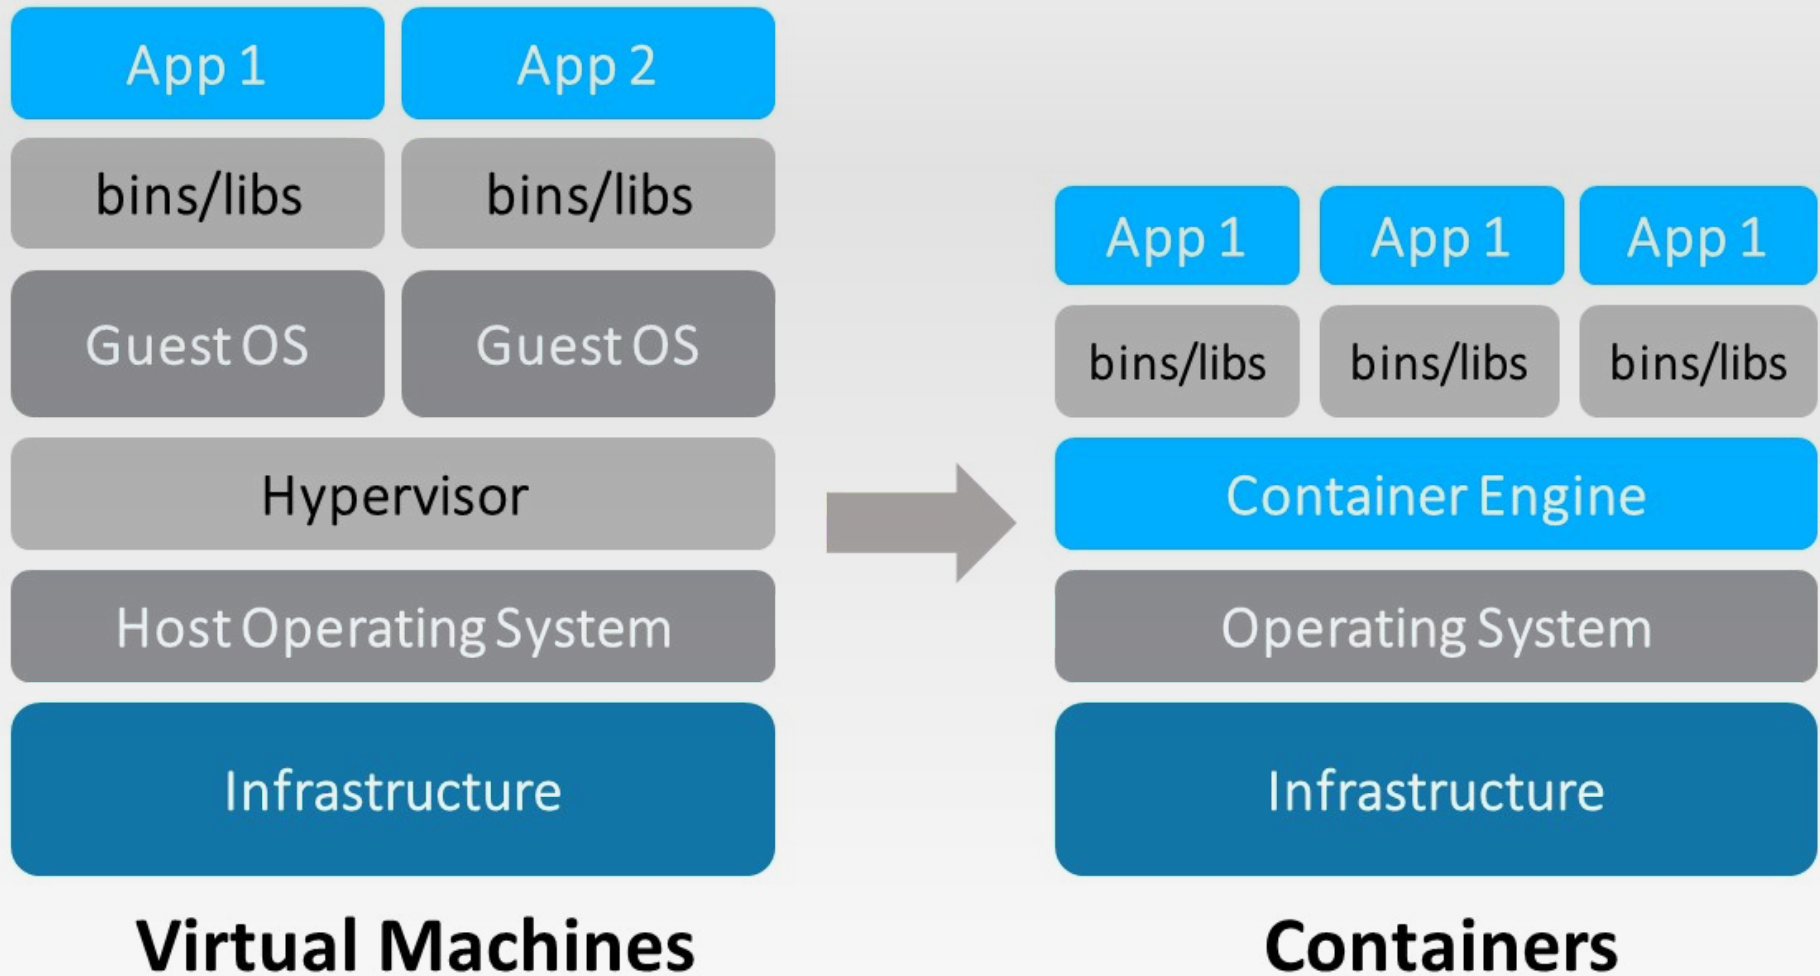 App 1
App 2
bins/libs
bins/libs
Guest OS
Guest OS
Hypervisor
Host Operating System
Infrastructure
Virtual Machines
App 1
App 1
App 1
bins/libs
bins/libs
bins/libs
Container Engine
Operating System
Infrastructure
Containers